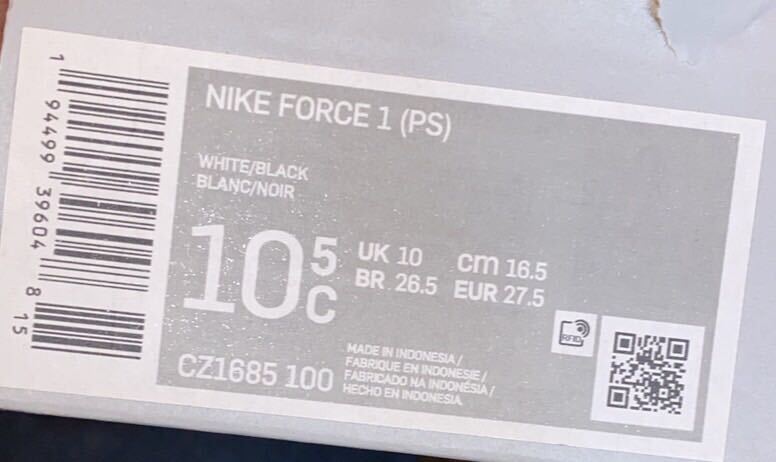 NIKE FORCE 1 (PS)
WHITE/BLACK
BLANC/NOIR
10 5 C
UK 10 cm 16.5
BR 26.5 EUR 27.5
RFID
CZ1685 100
MADE IN INDONESIA /
FABRIQUE EN INDONESIE /
FABRICADO NA INDONÉSIA /
HECHO EN INDONESIA.
1 94499 39604 8 15